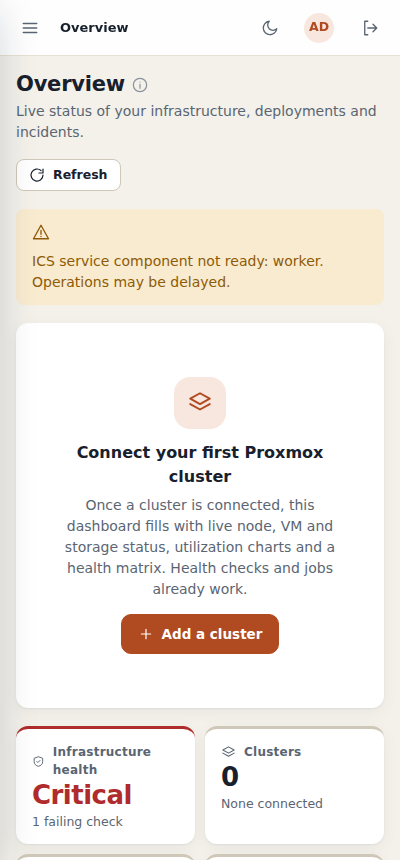 Overview
AD
Overview
Live status of your infrastructure, deployments and
incidents.
Refresh
ICS service component not ready: worker.
Operations may be delayed.
Connect your first Proxmox
cluster
Once a cluster is connected, this
dashboard fills with live node, VM and
storage status, utilization charts and a
health matrix. Health checks and jobs
already work.
Add a cluster
Infrastructure
health
Critical
1 failing check
Clusters
0
None connected